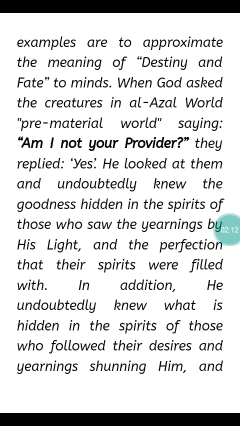 examples are to approximate
the meaning of “Destiny and
Fate” to minds. When God asked
the creatures in al-Azal World
"pre-material world" saying:
“Am I not your Provider?” they
replied: ‘Yes’. He looked at them
and undoubtedly knew the
goodness hidden in the spirits of
those who saw the yearnings by
His Light, and the perfection
that their spirits were filled
with. In addition, He
undoubtedly knew what is
hidden in the spirits of those
who followed their desires and
yearnings shunning Him, and
02:12